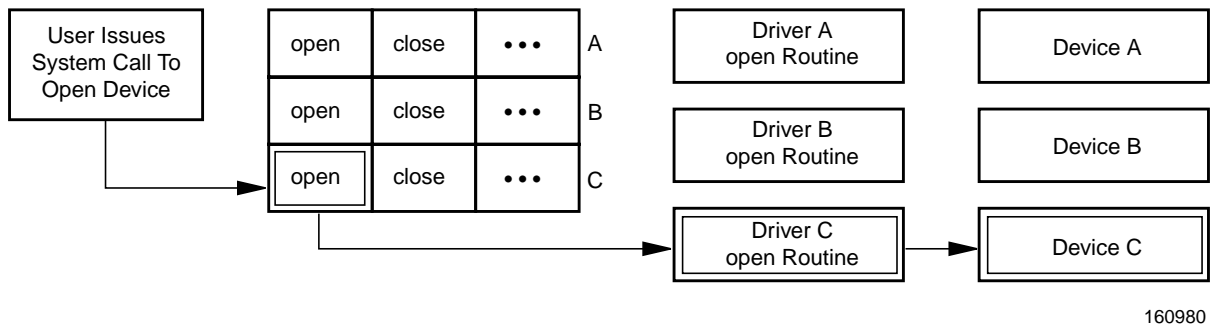 User Issues
System Call To
Open Device
open close ••• A
open close ••• B
open close ••• C
Driver A
open Routine
Device A
Driver B
open Routine
Device B
Driver C
open Routine
Device C
160980